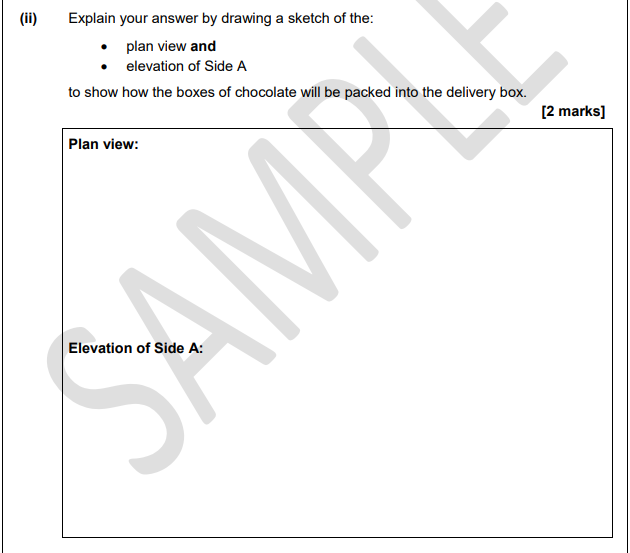 (ii) Explain your answer by drawing a sketch of the:
• plan view and
• elevation of Side A
to show how the boxes of chocolate will be packed into the delivery box.
[2 marks]
Plan view:
Elevation of Side A:
SAMPLE